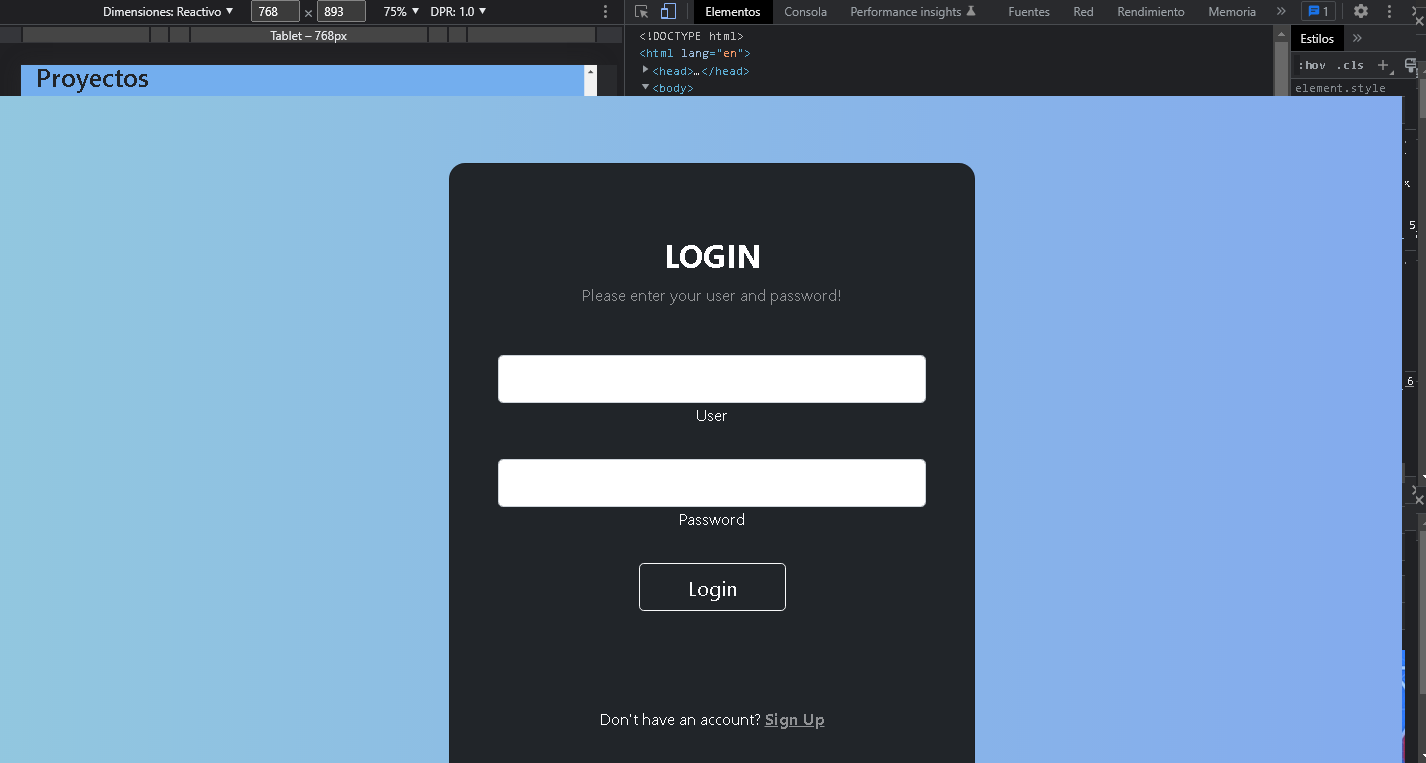 Dimensiones: Reactivo ▼ 768 × 893 75% ▼ DPR: 1.0 ▼
Elementos Consola Performance insights Fuentes Red Rendimiento Memoria » 1
Tablet – 768px
Proyectos
<!DOCTYPE html>
<html lang="en">
<head>…</head>
<body>
Estilos »
:hov .cls +
element.style
x
5
6
LOGIN
Please enter your user and password!
User
Password
Login
Don't have an account? Sign Up